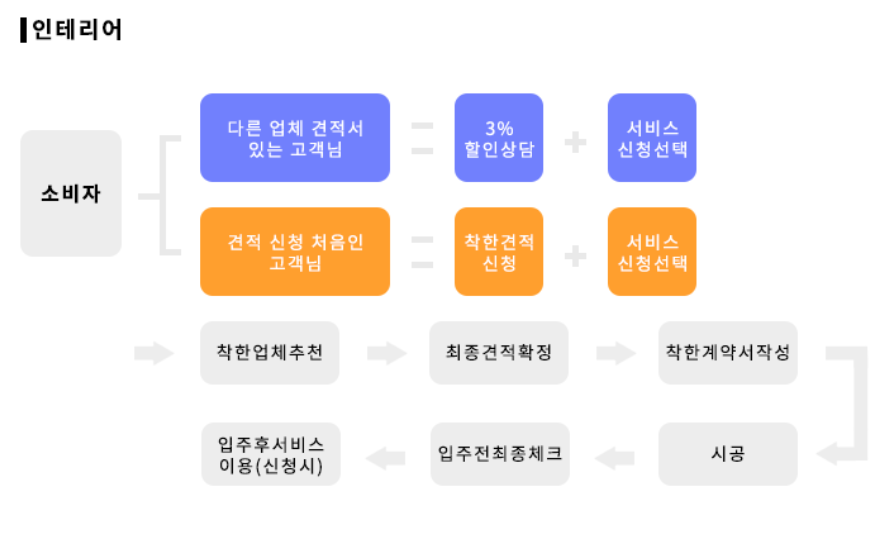 인테리어
소비자
다른 업체 견적서
있는 고객님
=
3%
할인상담
+
서비스
신청선택
견적 신청 처음인
고객님
=
착한견적
신청
+
서비스
신청선택
착한업체추천
최종견적확정
착한계약서작성
시공
입주전최종체크
입주후서비스
이용(신청시)